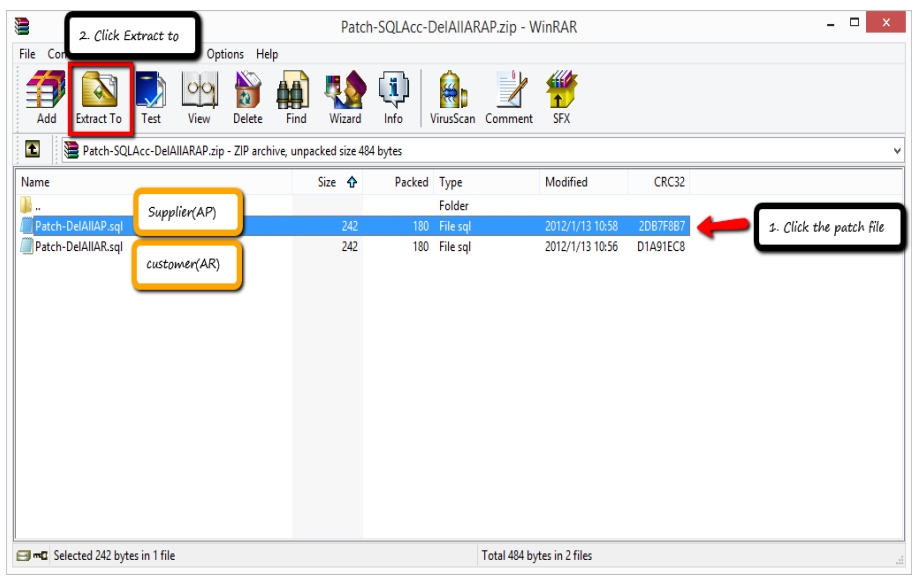 Patch-SQLAcc-DelAllARAP.zip - WinRAR
2. Click Extract to
File Options Help
Add Extract To Test View Delete Find Wizard Info VirusScan Comment SFX
Patch-SQLAcc-DelAllARAP.zip - ZIP archive, unpacked size 484 bytes
Name Size Packed Type Modified CRC32
.. Folder
Supplier(AP)
Patch-DelAllAP.sql 242 180 File sql 2012/1/13 10:58 2DB7F8B7
1. Click the patch file
Patch-DelAllAR.sql 242 180 File sql 2012/1/13 10:56 D1A91EC8
customer(AR)
Selected 242 bytes in 1 file Total 484 bytes in 2 files